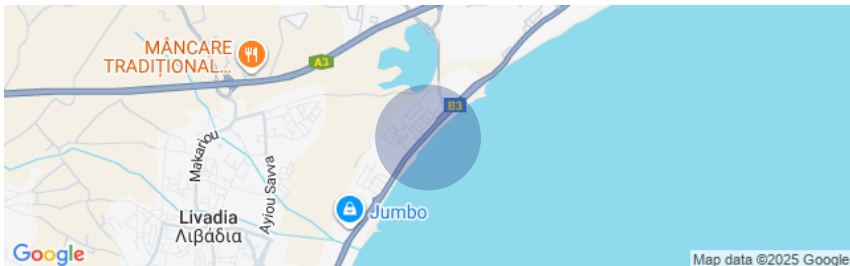 MÂNCARE
TRADIȚIONAL...
A3
B3
Makariou
Ayiou Savva
Livadia
Λιβάδια
Jumbo
Google
Map data ©2025 Google